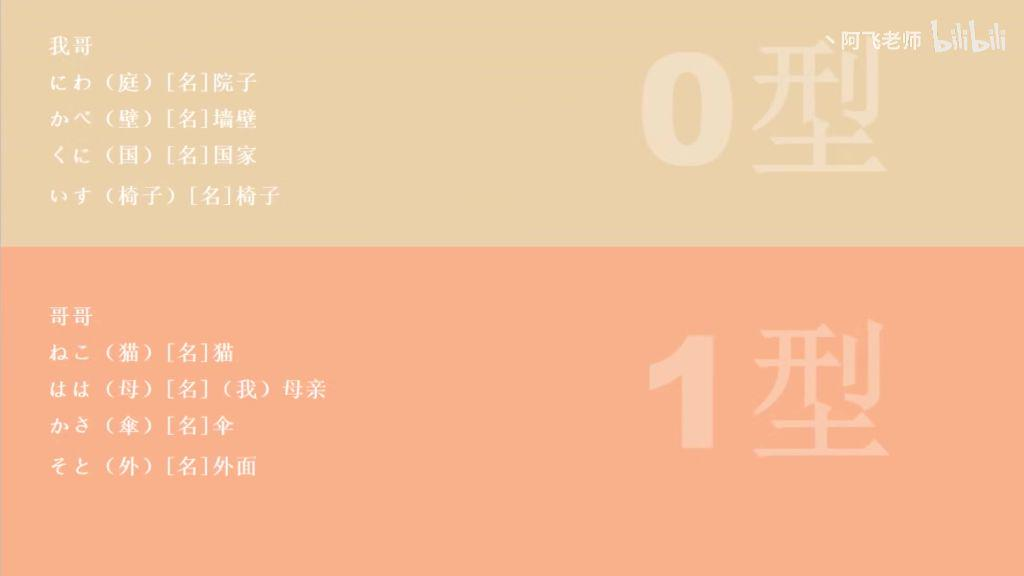 丶阿飞老师 bilibili
0型
我哥
にわ（庭）[名]院子
かべ（壁）[名]墙壁
くに（国）[名]国家
いす（椅子）[名]椅子
1型
哥哥
ねこ（猫）[名]猫
はは（母）[名]（我）母亲
かさ（傘）[名]伞
そと（外）[名]外面